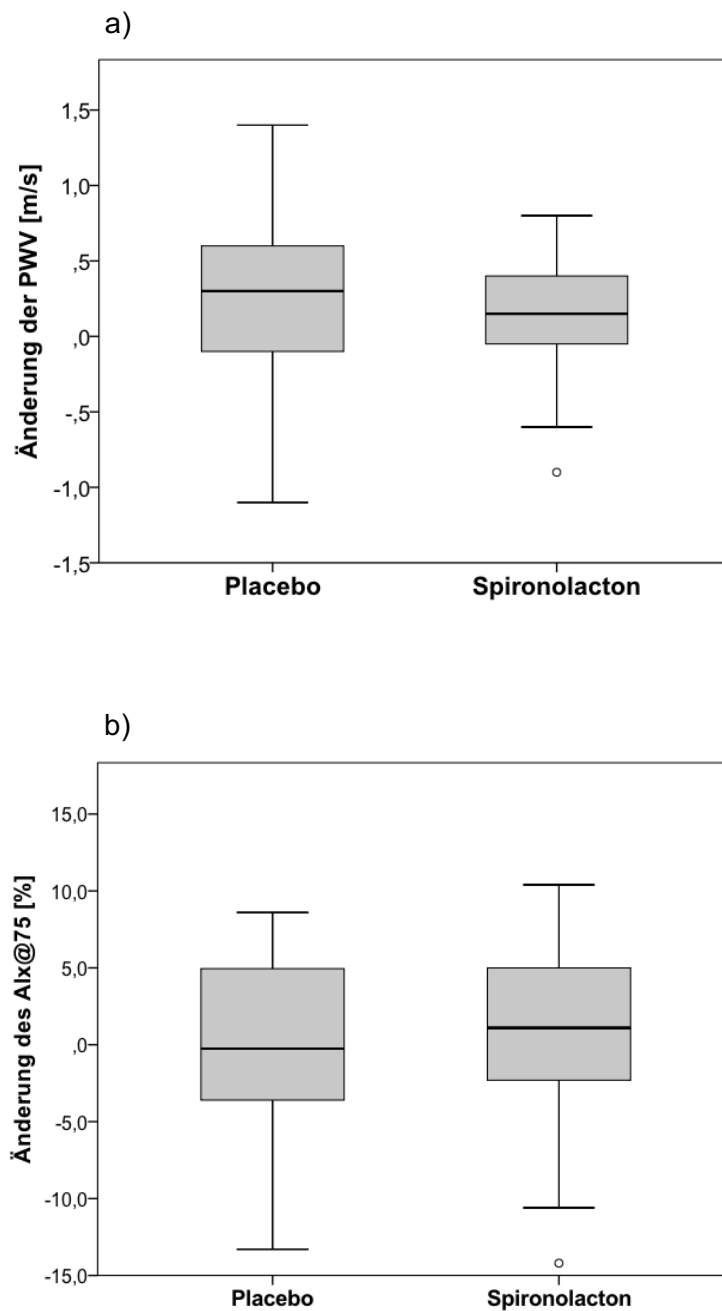 a)
Änderung der PWV [m/s]
1,5
1,0
,5
,0
-,5
-1,0
-1,5
Placebo Spironolacton
b)
Änderung des AIx@75 [%]
15,0
10,0
5,0
,0
-5,0
-10,0
-15,0
Placebo Spironolacton